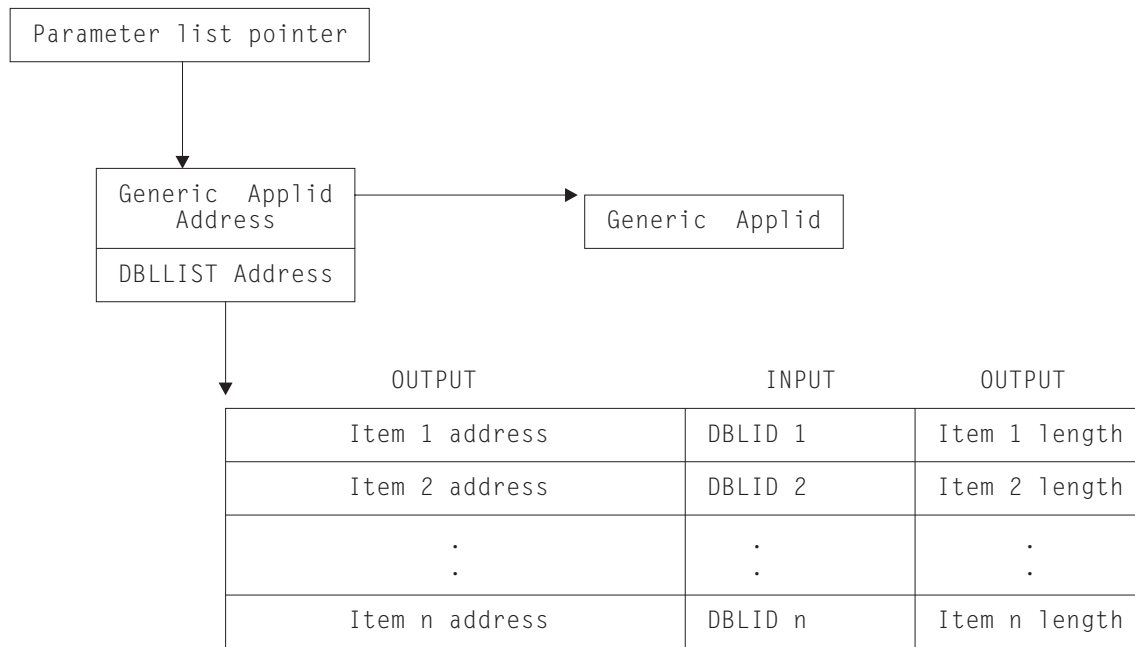 Parameter list pointer
Generic Applid
Address
Generic Applid
DBLLIST Address
OUTPUT INPUT OUTPUT
Item 1 address DBLID 1 Item 1 length
Item 2 address DBLID 2 Item 2 length
. . .
. . .
Item n address DBLID n Item n length